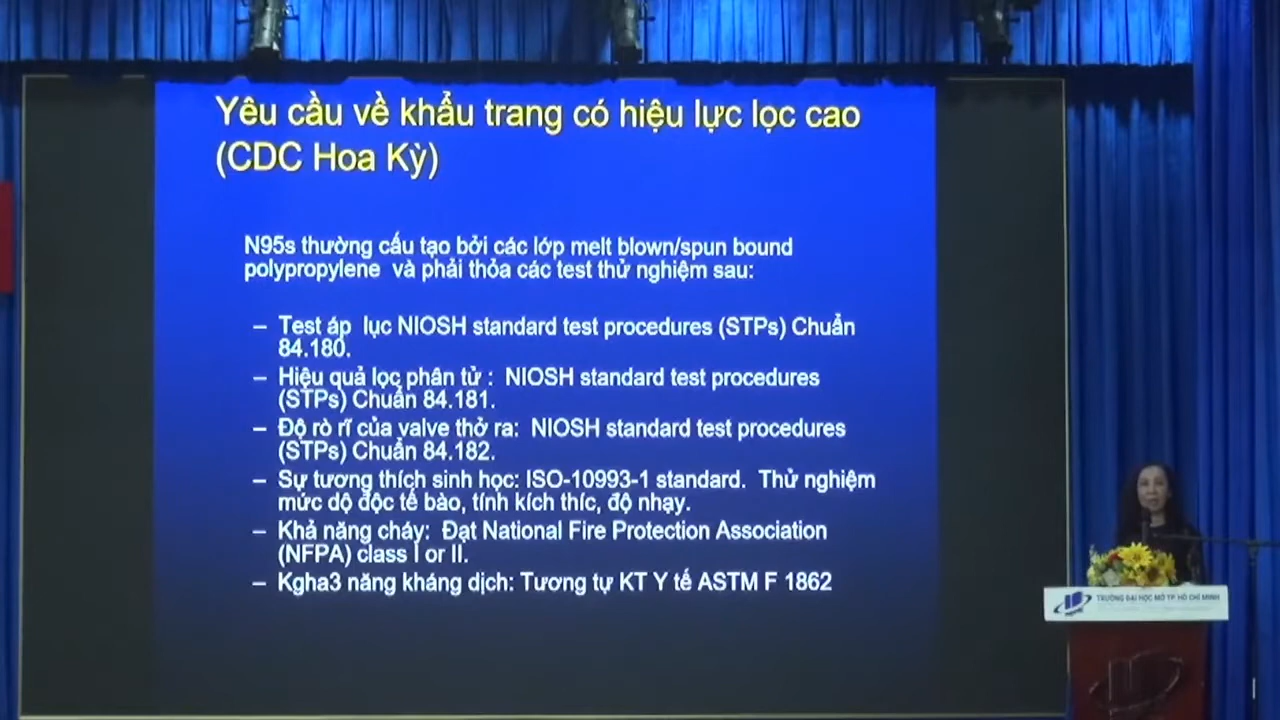 Yêu cầu về khẩu trang có hiệu lực lọc cao
(CDC Hoa Kỳ)
N95s thường cấu tạo bởi các lớp melt blown/spun bound
polypropylene và phải thỏa các test thử nghiệm sau:
– Test áp lục NIOSH standard test procedures (STPs) Chuẩn
84.180.
– Hiệu quả lọc phân tử : NIOSH standard test procedures
(STPs) Chuẩn 84.181.
– Độ rò rĩ của valve thở ra: NIOSH standard test procedures
(STPs) Chuẩn 84.182.
– Sự tương thích sinh học: ISO-10993-1 standard. Thử nghiệm
mức dộ độc tế bào, tính kích thíc, độ nhạy.
– Khả năng cháy: Đạt National Fire Protection Association
(NFPA) class I or II.
– Kgha3 năng kháng dịch: Tương tự KT Y tế ASTM F 1862
TRƯỜNG ĐẠI HỌC MỞ TP. HỒ CHÍ MINH